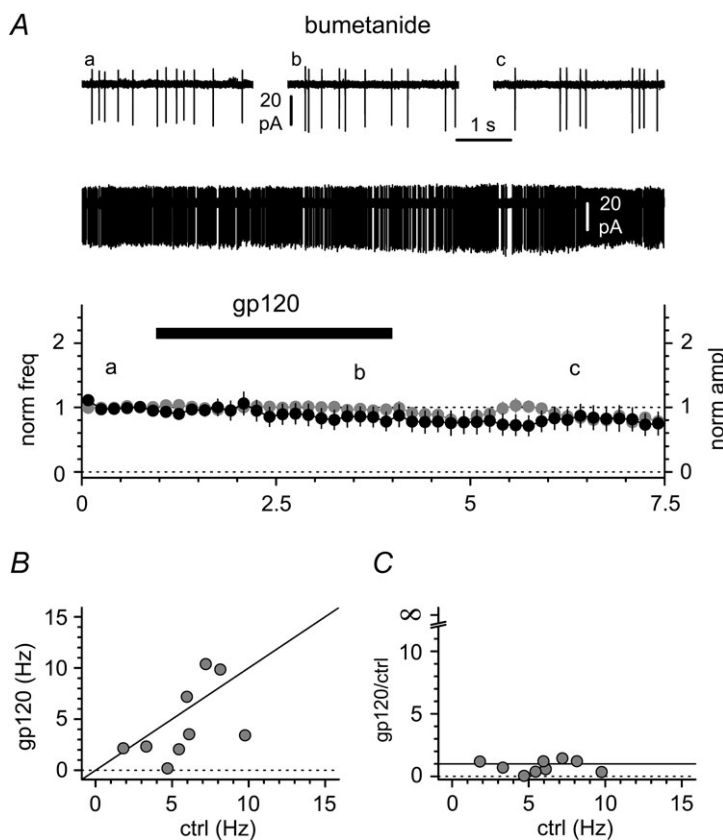 A
bumetanide
a b c
20
pA
1 s
20
pA
gp120
2 2
a b c
1 1
0 0
norm freq
norm ampl
0 2.5 5 7.5
B
15
10
5
0
gp120 (Hz)
0 5 10 15
ctrl (Hz)
C
∞
10
5
0
gp120/ctrl
0 5 10 15
ctrl (Hz)